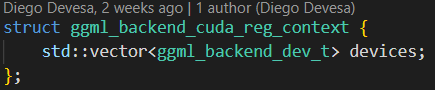 Diego Devesa, 2 weeks ago | 1 author (Diego Devesa)
struct ggml_backend_cuda_reg_context {
    std::vector<ggml_backend_dev_t> devices;
};